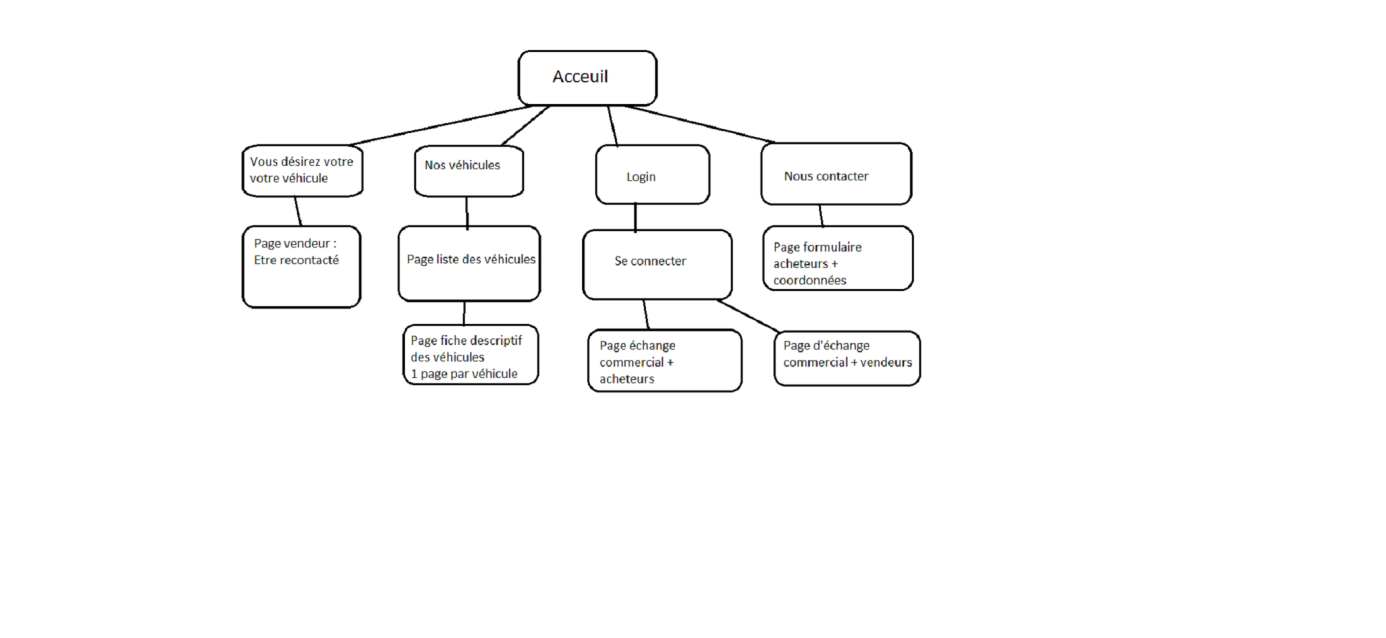 Acceuil
Vous désirez votre
votre véhicule
Nos véhicules
Login
Nous contacter
Page vendeur :
Etre recontacté
Page liste des véhicules
Se connecter
Page formulaire
acheteurs +
coordonnées
Page fiche descriptif
des véhicules
1 page par véhicule
Page échange
commercial +
acheteurs
Page d'échange
commercial + vendeurs